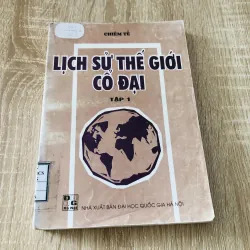 CHIÊM TẾ
LỊCH SỬ THẾ GIỚI
CỔ ĐẠI
TẬP 1
NHÀ XUẤT BẢN ĐẠI HỌC QUỐC GIA HÀ NỘI